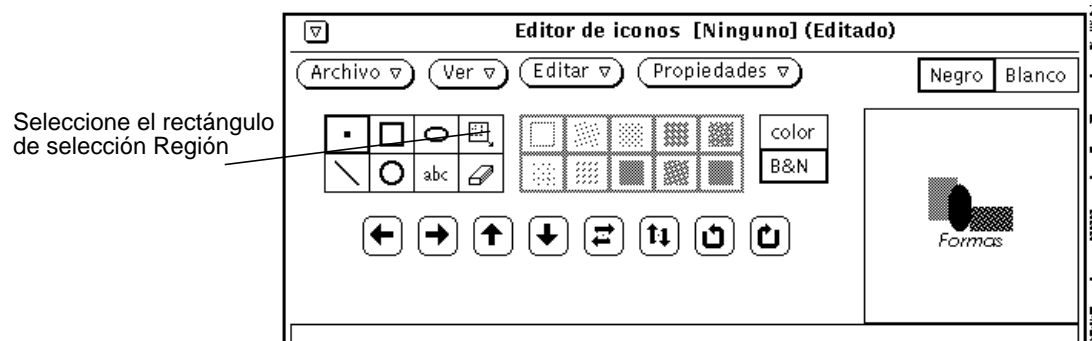 Editor de iconos [Ninguno] (Editado)
Archivo Ver Editar Propiedades
Negro Blanco
Seleccione el rectángulo
de selección Región
color
abc
B&N
Formas